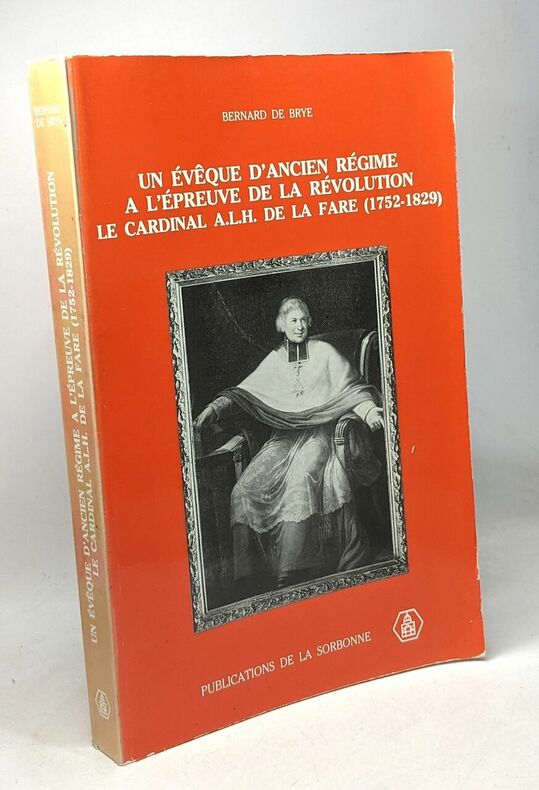 BERNARD DE BRYE
UN ÉVÊQUE D'ANCIEN RÉGIME
A L'ÉPREUVE DE LA RÉVOLUTION
LE CARDINAL A.L.H. DE LA FARE (1752-1829)
PUBLICATIONS DE LA SORBONNE
BERNARD
DE BRYE
UN ÉVÊQUE D'ANCIEN RÉGIME A L'ÉPREUVE DE LA RÉVOLUTION
LE CARDINAL A.L.H. DE LA FARE (1752-1829)